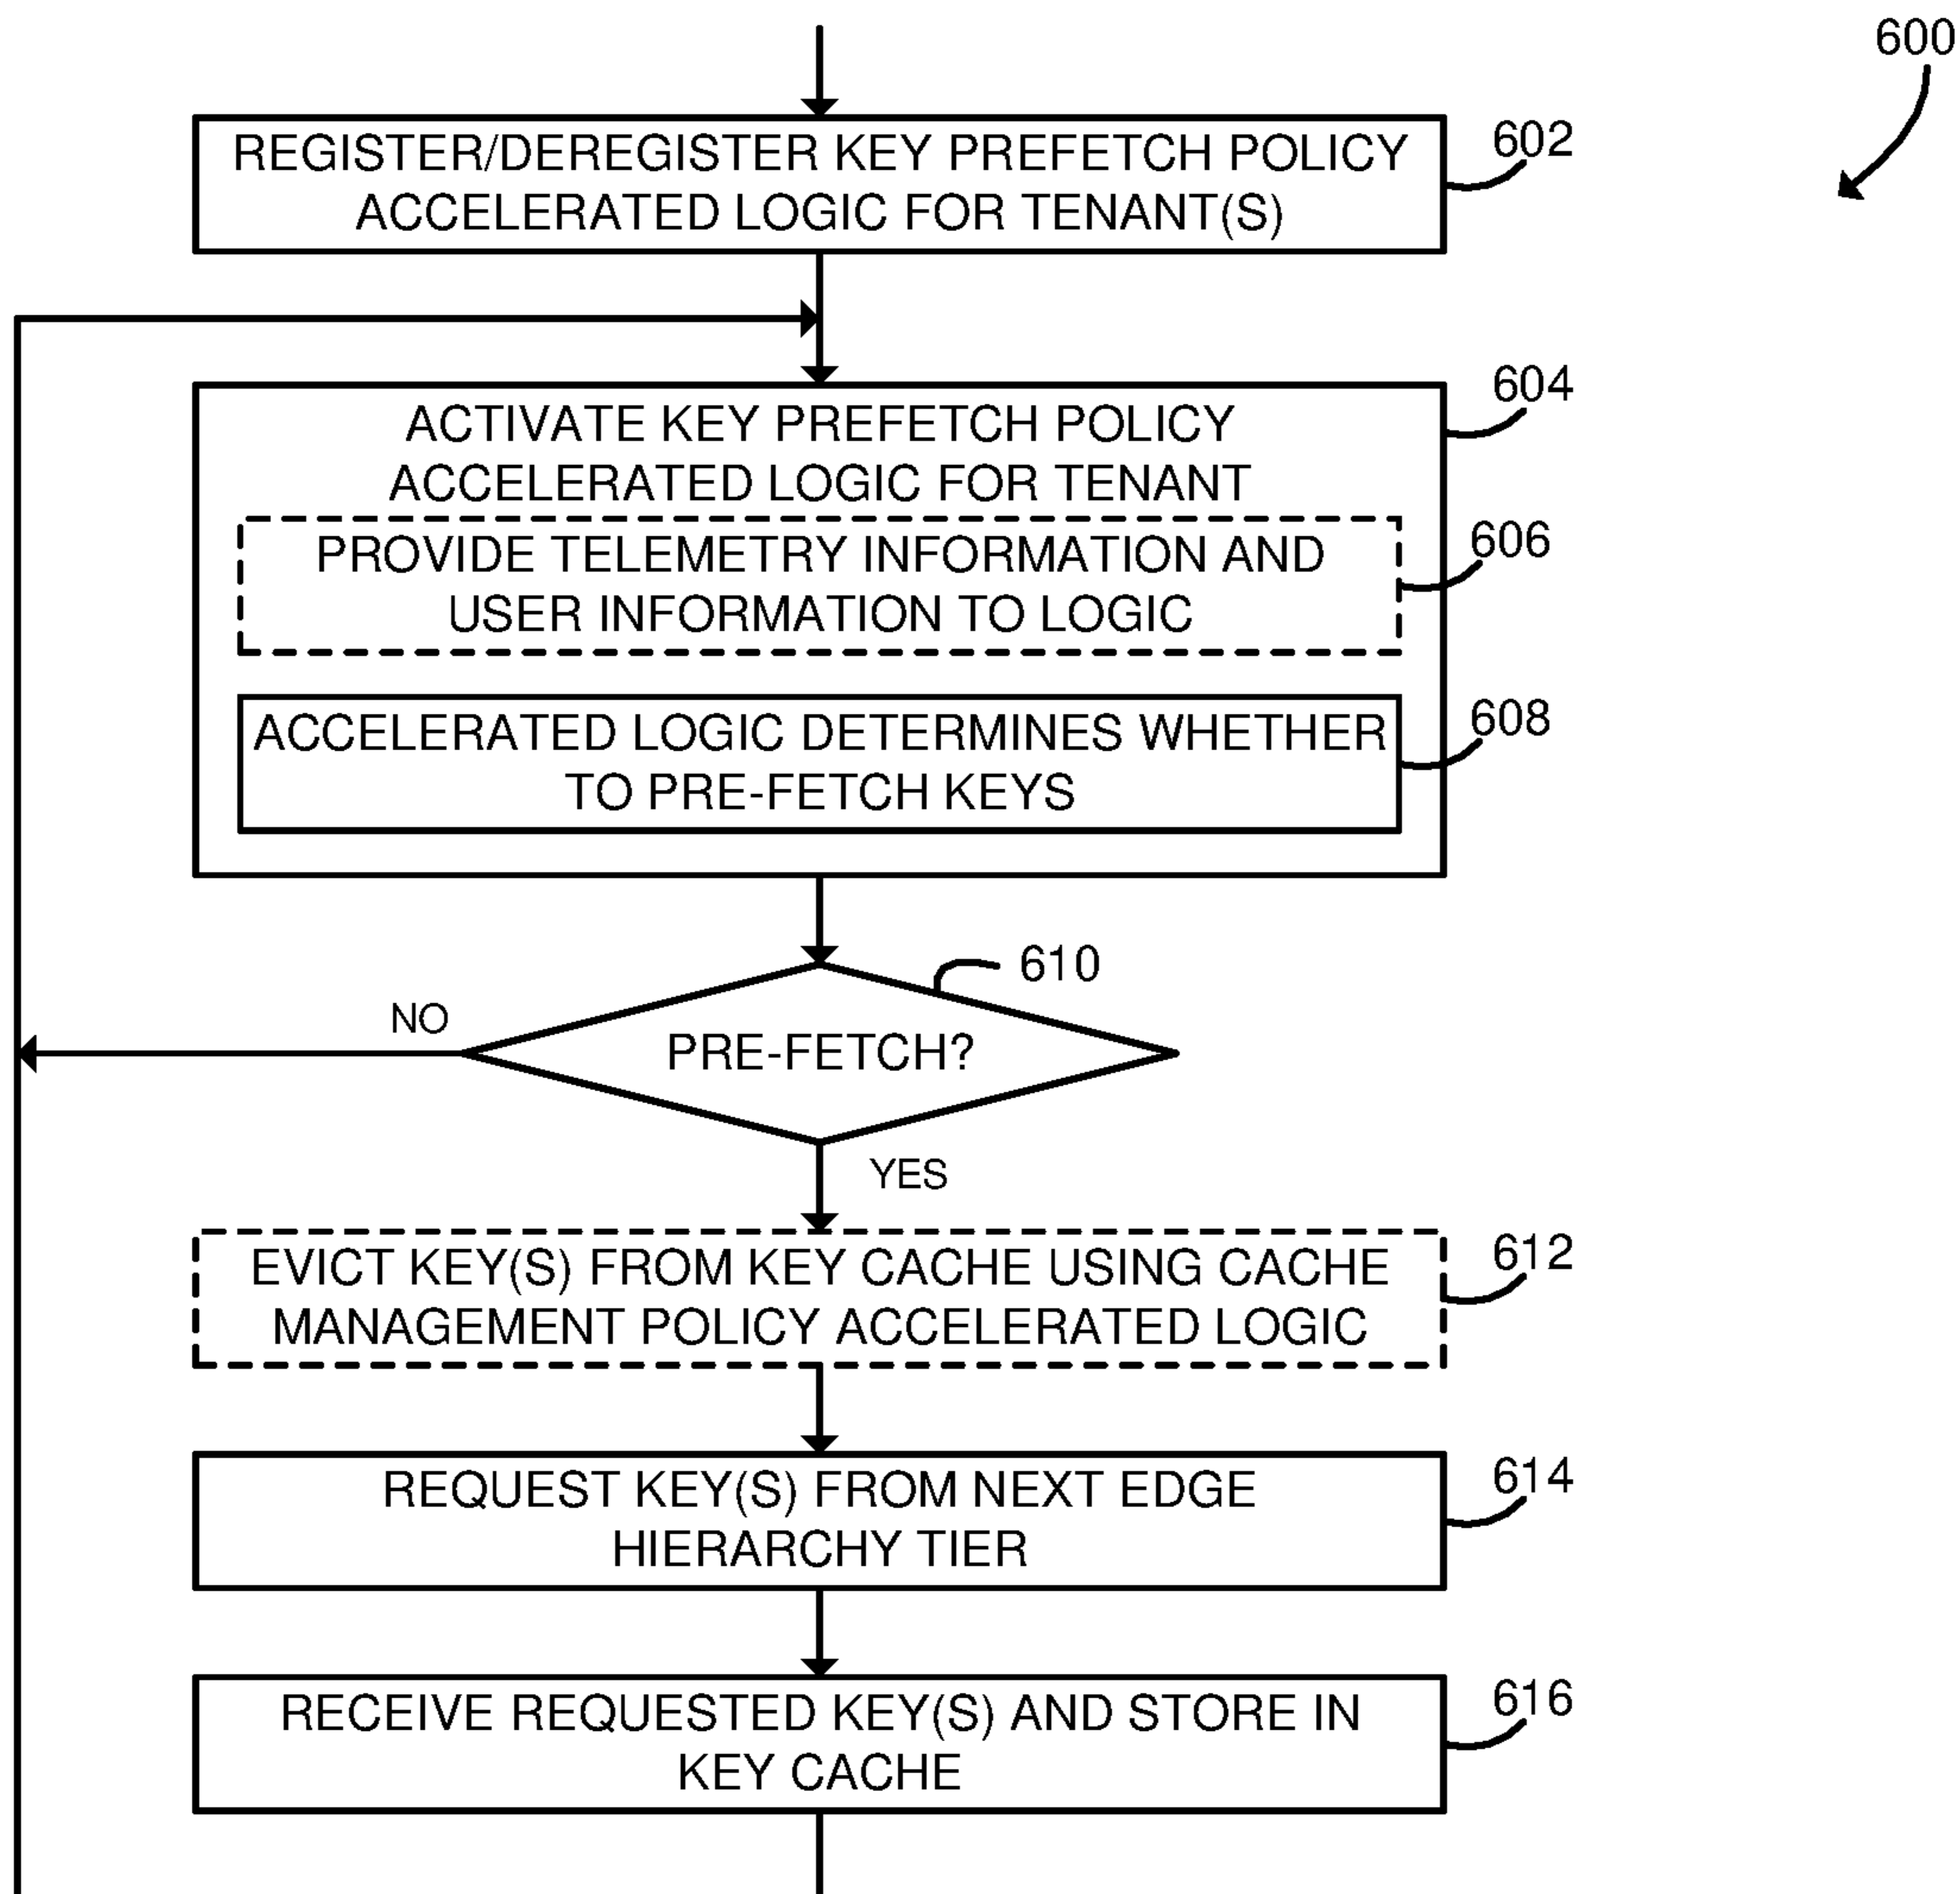 600
REGISTER/DEREGISTER KEY PREFETCH POLICY
ACCELERATED LOGIC FOR TENANT(S)
602
ACTIVATE KEY PREFETCH POLICY
ACCELERATED LOGIC FOR TENANT
604
PROVIDE TELEMETRY INFORMATION AND
USER INFORMATION TO LOGIC
606
ACCELERATED LOGIC DETERMINES WHETHER
TO PRE-FETCH KEYS
608
610
NO
PRE-FETCH?
YES
EVICT KEY(S) FROM KEY CACHE USING CACHE
MANAGEMENT POLICY ACCELERATED LOGIC
612
REQUEST KEY(S) FROM NEXT EDGE
HIERARCHY TIER
614
RECEIVE REQUESTED KEY(S) AND STORE IN
KEY CACHE
616